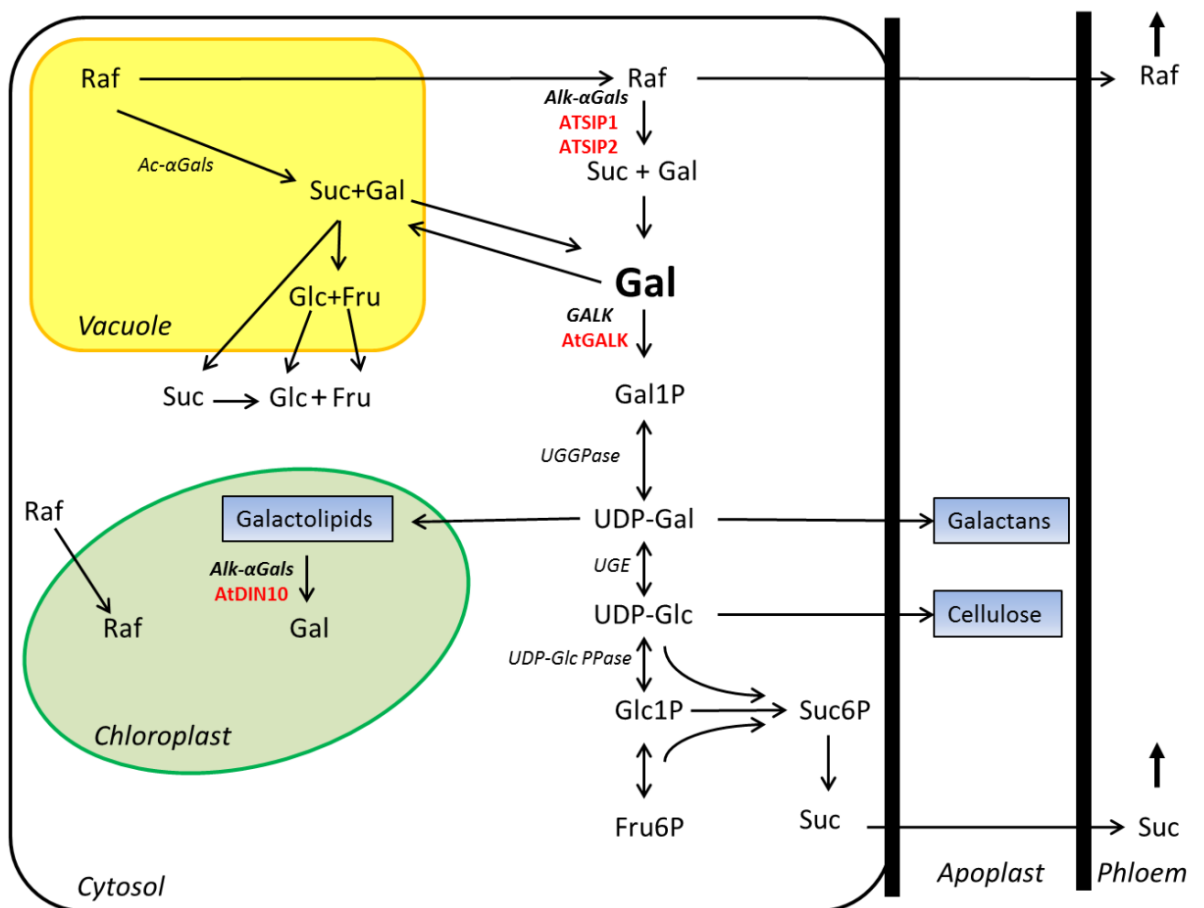 Raf
Raf
Raf
Alk-αGals
ATSIP1
ATSIP2
Ac-αGals
Suc+Gal
Suc + Gal
Gal
Glc+Fru
GALK
AtGALK
Vacuole
Suc
Glc + Fru
Gal1P
UGGPase
Raf
Galactolipids
UDP-Gal
Galactans
Alk-αGals
AtDIN10
UGE
Raf
Gal
UDP-Glc
Cellulose
UDP-Glc PPase
Chloroplast
Glc1P
Suc6P
Fru6P
Suc
Suc
Cytosol
Apoplast
Phloem